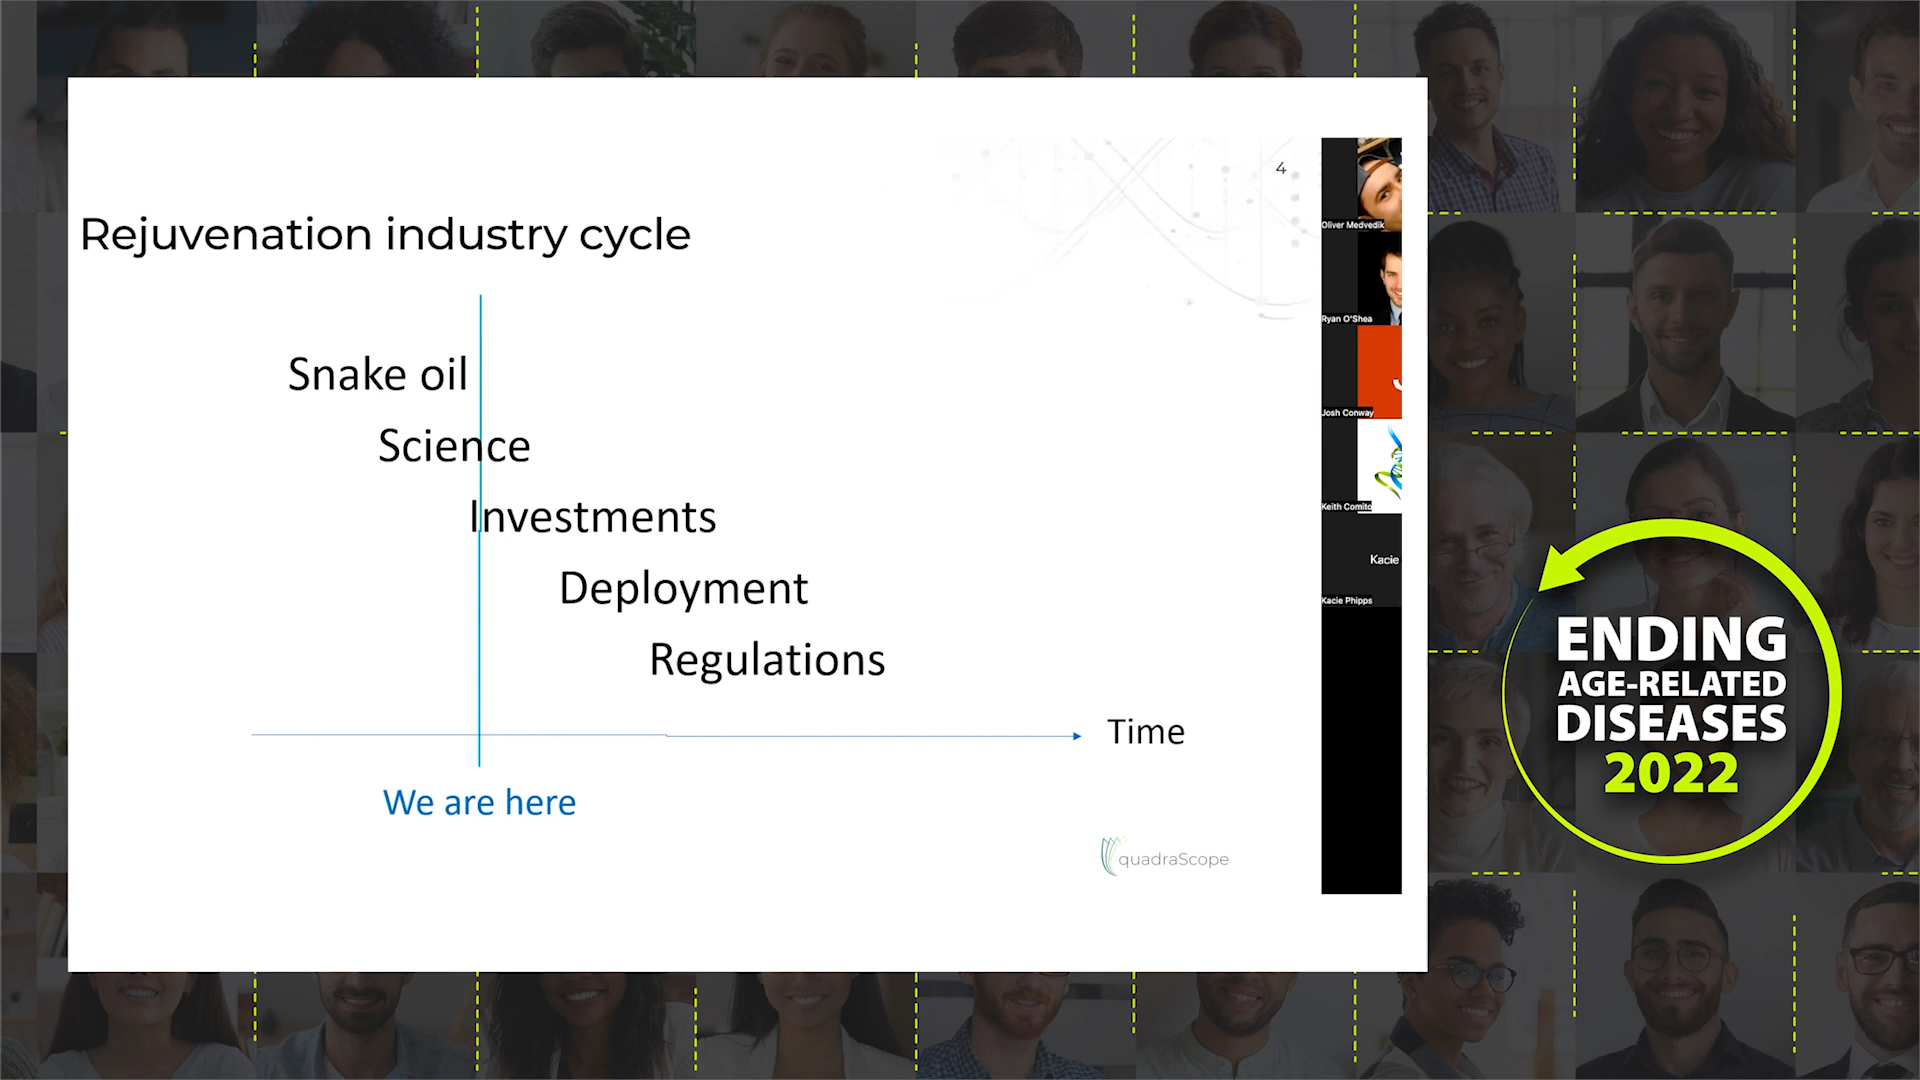 4
Rejuvenation industry cycle
Snake oil
Science
Investments
Deployment
Regulations
Time
We are here
quadraScope
Oliver Medvedik
Ryan O'Shea
Josh Conway
Keith Comito
Kacie
Kacie Phipps
ENDING
AGE-RELATED
DISEASES
2022